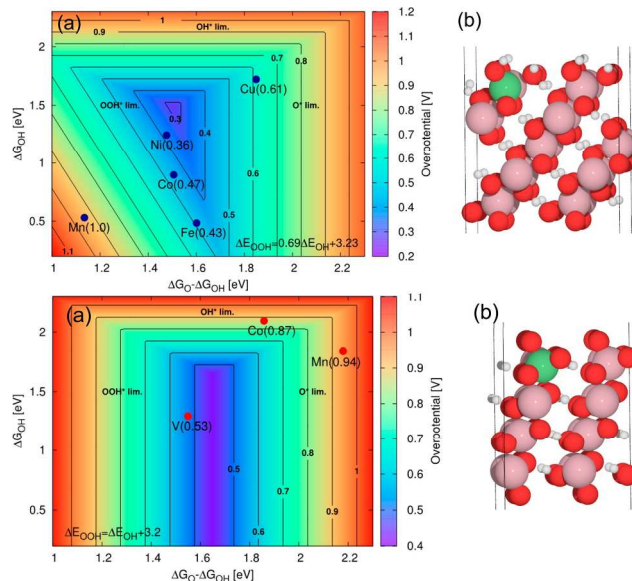 (a)
(b)
OH* lim.
OOH* lim.
O* lim.
1
0.9
0.8
0.7
0.6
0.5
0.4
0.3
1.1
Cu(0.61)
Ni(0.36)
Co(0.47)
Fe(0.43)
Mn(1.0)
ΔE_OOH=0.69ΔE_OH+3.23
ΔG_OH [eV]
2
1.5
1
0.5
1 1.2 1.4 1.6 1.8 2 2.2
ΔG_O-ΔG_OH [eV]
1.2
1.1
1
0.9
0.8
0.7
0.6
0.5
0.4
0.3
0.2
Overpotential [V]
(a)
(b)
OH* lim.
OOH* lim.
O* lim.
Co(0.87)
Mn(0.94)
V(0.53)
0.5
0.6
0.7
0.8
0.9
1
ΔE_OOH=ΔE_OH+3.2
ΔG_OH [eV]
2
1.5
1
0.5
1 1.2 1.4 1.6 1.8 2 2.2
ΔG_O-ΔG_OH [eV]
1.1
1
0.9
0.8
0.7
0.6
0.5
0.4
Overpotential [V]